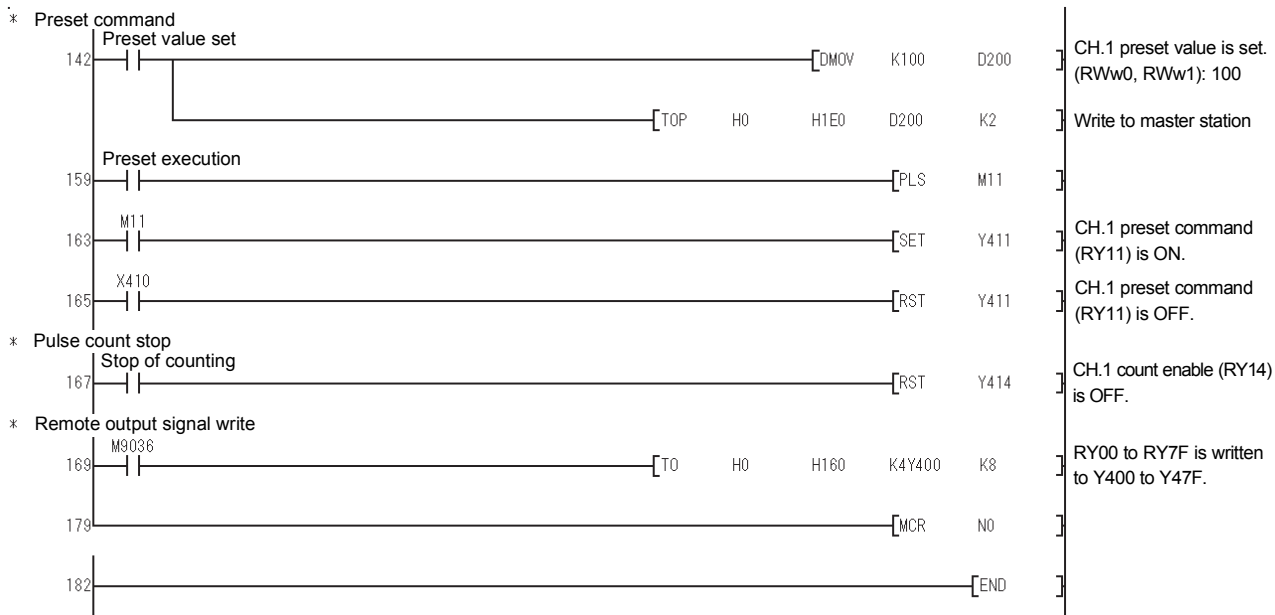 * Preset command
Preset value set
142 DMOV K100 D200 CH.1 preset value is set.
(RWw0, RWw1): 100
TOP H0 H1E0 D200 K2 Write to master station
Preset execution
159 PLS M11
M11
163 SET Y411 CH.1 preset command
(RY11) is ON.
X410
165 RST Y411 CH.1 preset command
(RY11) is OFF.
* Pulse count stop
Stop of counting
167 RST Y414 CH.1 count enable (RY14)
is OFF.
* Remote output signal write
M9036
169 TO H0 H160 K4Y400 K8 RY00 to RY7F is written
to Y400 to Y47F.
179 MCR N0
182 END